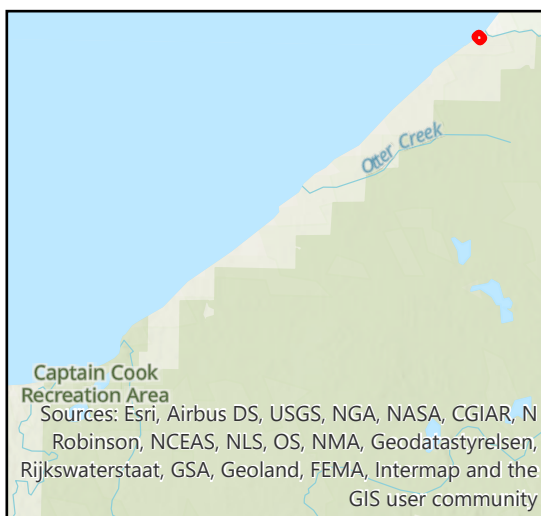 Otter Creek
Captain Cook
Recreation Area
Sources: Esri, Airbus DS, USGS, NGA, NASA, CGIAR, N
Robinson, NCEAS, NLS, OS, NMA, Geodatastyrelsen,
Rijkswaterstaat, GSA, Geoland, FEMA, Intermap and the
GIS user community